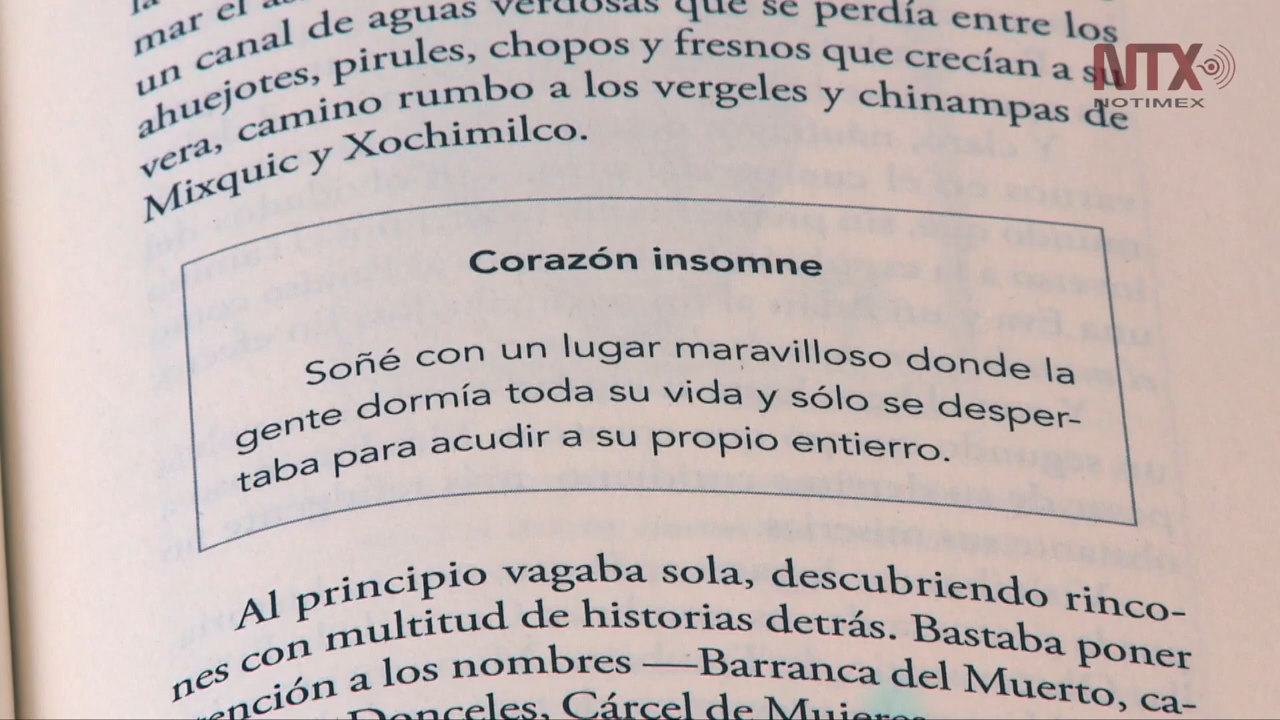 la
mar el
un canal de aguas verdosas que se perdía entre los
ahuejotes, pirules, chopos y fresnos que crecían a su
vera, camino rumbo a los vergeles y chinampas de
Mixquic y Xochimilco.
NTX
NOTIMEX
Corazón insomne
Soñé con un lugar maravilloso donde la
gente dormía toda su vida y sólo se desper-
taba para acudir a su propio entierro.
Al principio vagaba sola, descubriendo rinco-
nes con multitud de historias detrás. Bastaba poner
atención a los nombres —Barranca del Muerto, ca-
Donceles, Cárcel de Mujeres